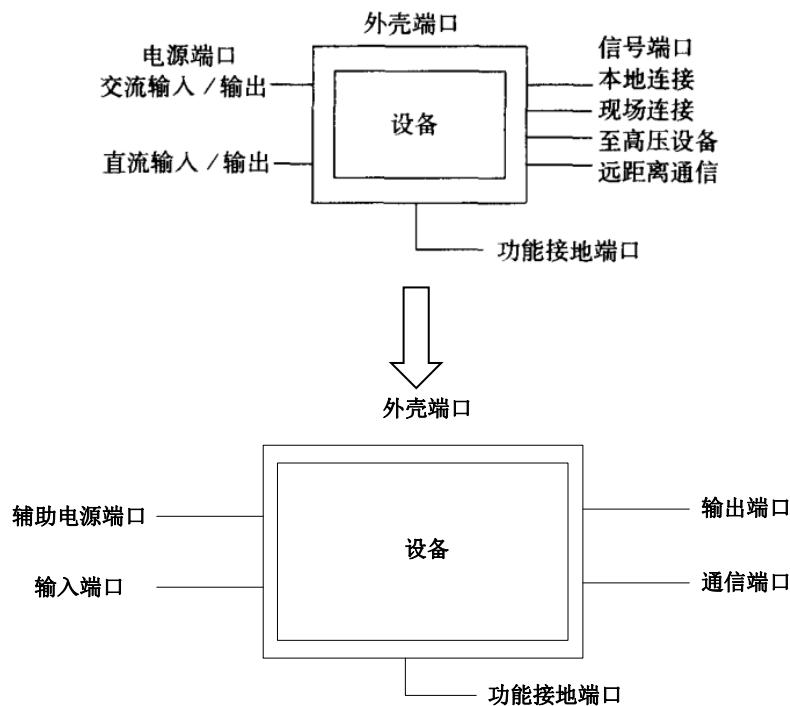 外壳端口
电源端口
交流输入／输出
直流输入／输出
设备
信号端口
本地连接
现场连接
至高压设备
远距离通信
功能接地端口
外壳端口
辅助电源端口
输入端口
设备
输出端口
通信端口
功能接地端口